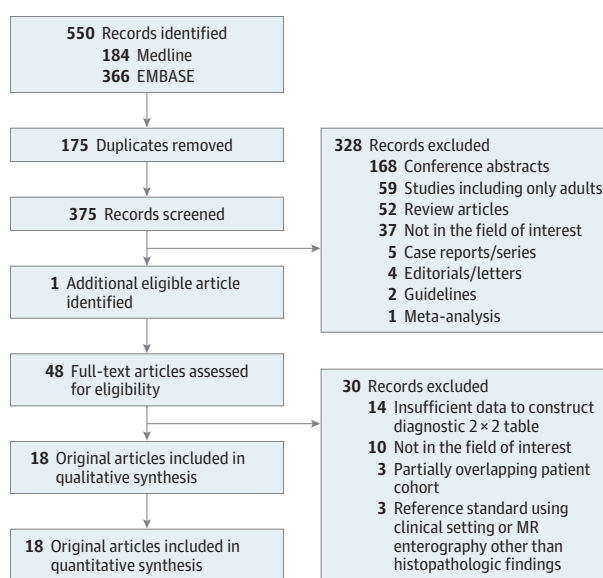 550 Records identified
184 Medline
366 EMBASE
175 Duplicates removed
375 Records screened
328 Records excluded
168 Conference abstracts
59 Studies including only adults
52 Review articles
37 Not in the field of interest
5 Case reports/series
4 Editorials/letters
2 Guidelines
1 Meta-analysis
1 Additional eligible article
identified
48 Full-text articles assessed
for eligibility
30 Records excluded
14 Insufficient data to construct
diagnostic 2 × 2 table
10 Not in the field of interest
3 Partially overlapping patient
cohort
3 Reference standard using
clinical setting or MR
enterography other than
histopathologic findings
18 Original articles included in
qualitative synthesis
18 Original articles included in
quantitative synthesis